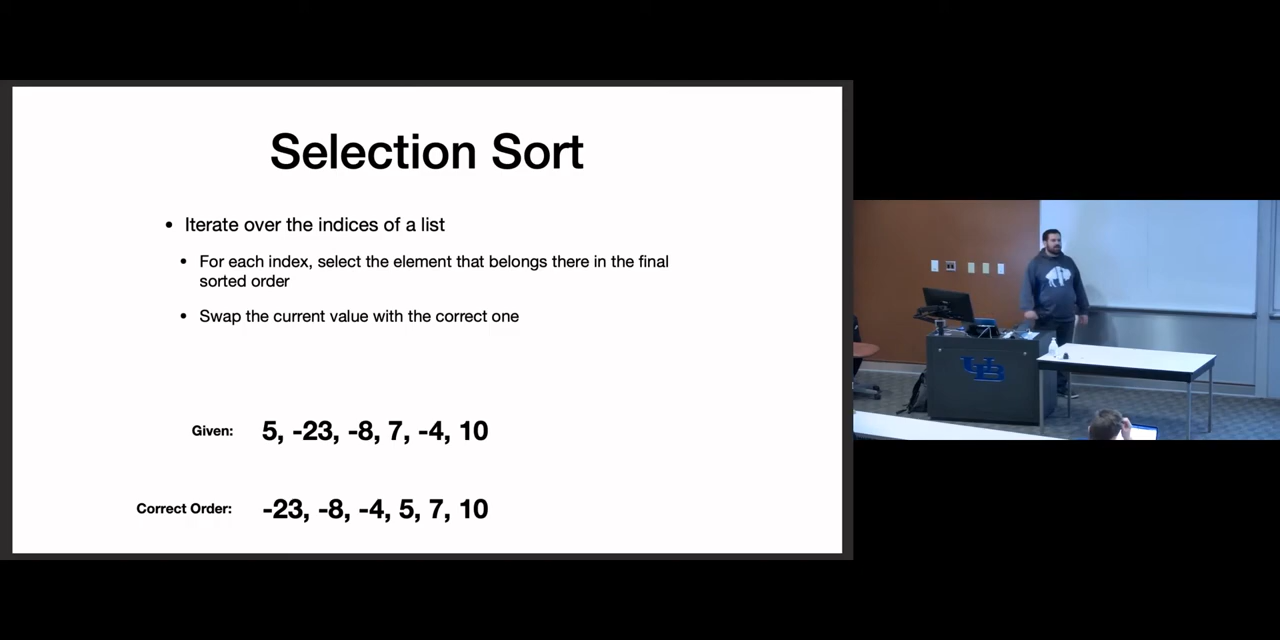 Selection Sort
• Iterate over the indices of a list
• For each index, select the element that belongs there in the final
sorted order
• Swap the current value with the correct one
Given: 5, -23, -8, 7, -4, 10
Correct Order: -23, -8, -4, 5, 7, 10
UB